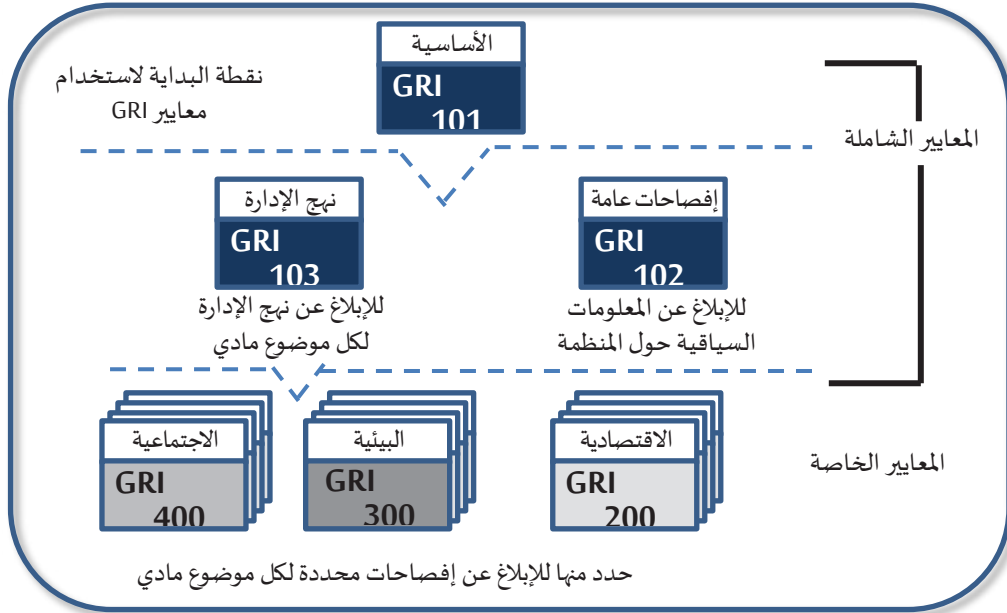 الأساسية
GRI
101
نقطة البداية لاستخدام
معايير GRI
المعايير الشاملة
إفصاحات عامة
GRI
102
للإبلاغ عن المعلومات
السياقية حول المنظمة
نهج الإدارة
GRI
103
للإبلاغ عن نهج الإدارة
لكل موضوع مادي
المعايير الخاصة
الاقتصادية
GRI
200
البيئية
GRI
300
الاجتماعية
GRI
400
حدد منها للإبلاغ عن إفصاحات محددة لكل موضوع مادي